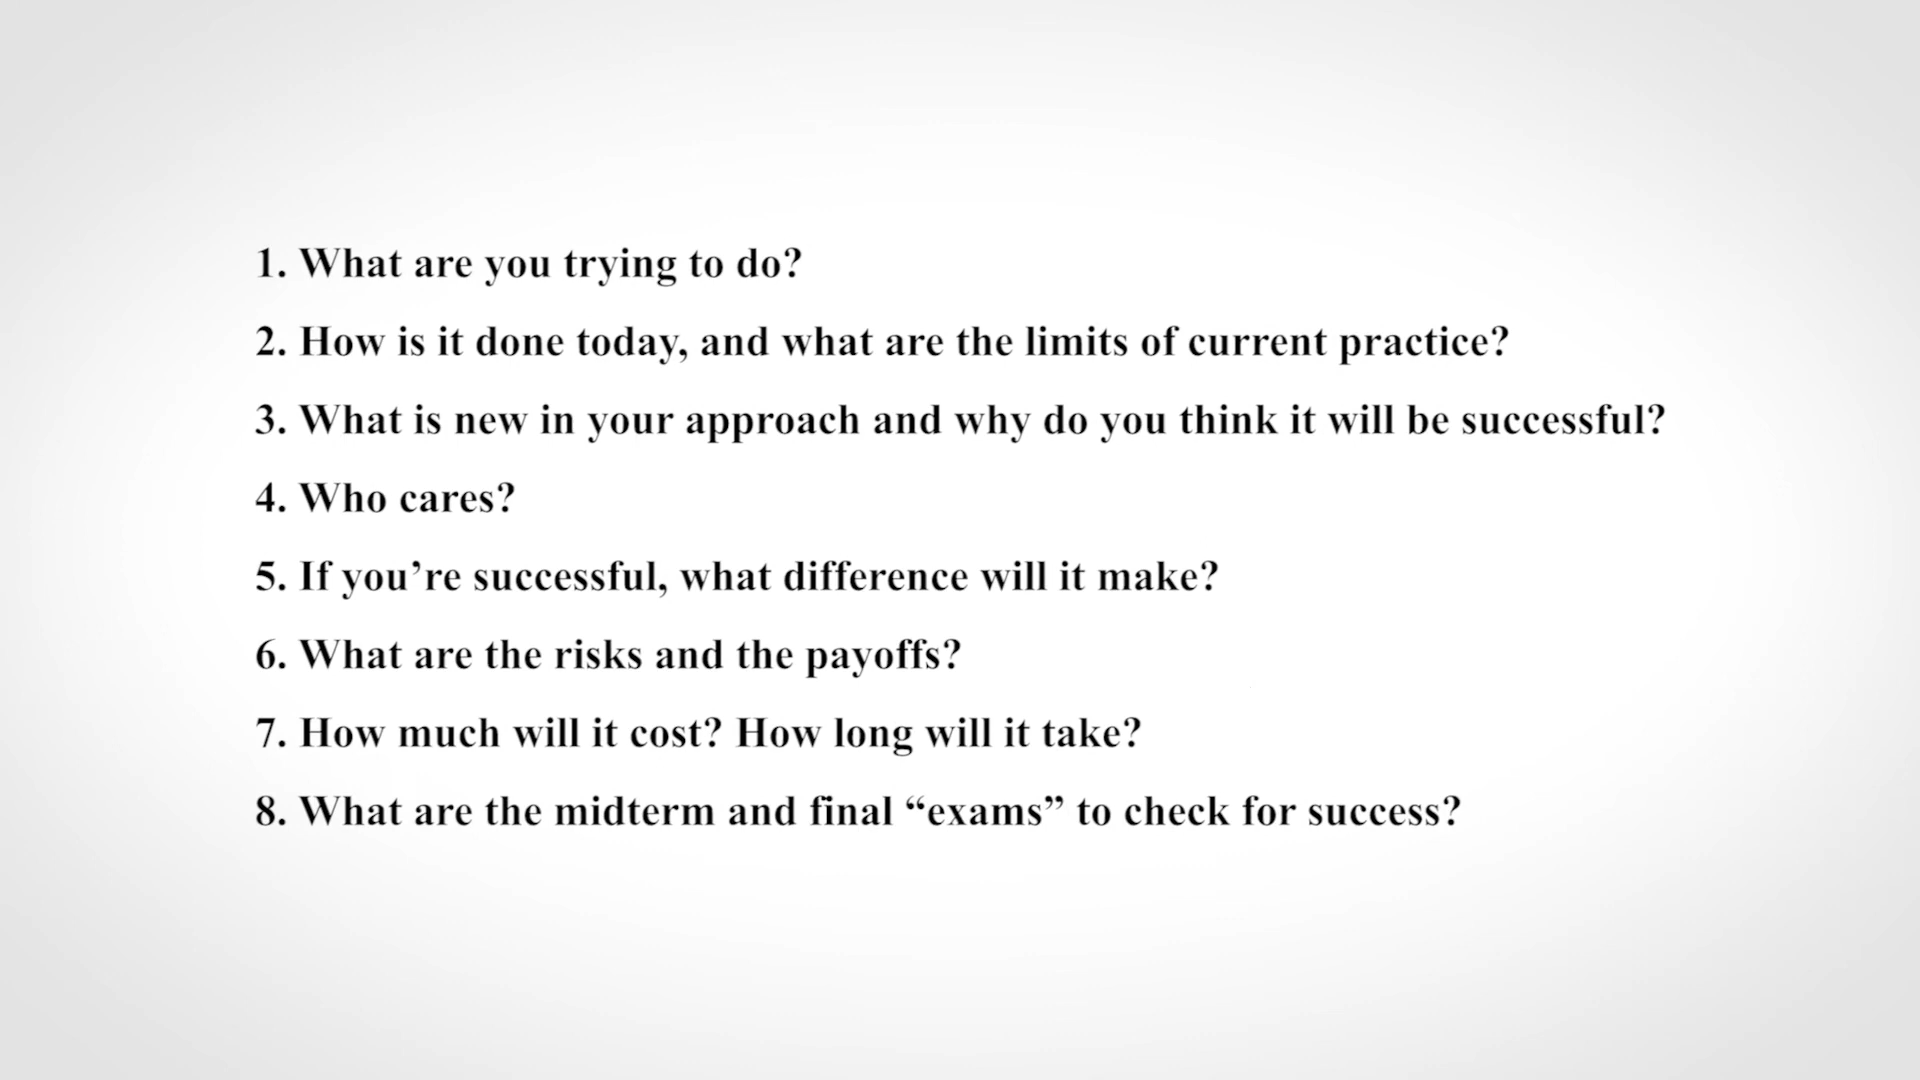 1. What are you trying to do?
2. How is it done today, and what are the limits of current practice?
3. What is new in your approach and why do you think it will be successful?
4. Who cares?
5. If you’re successful, what difference will it make?
6. What are the risks and the payoffs?
7. How much will it cost? How long will it take?
8. What are the midterm and final “exams” to check for success?